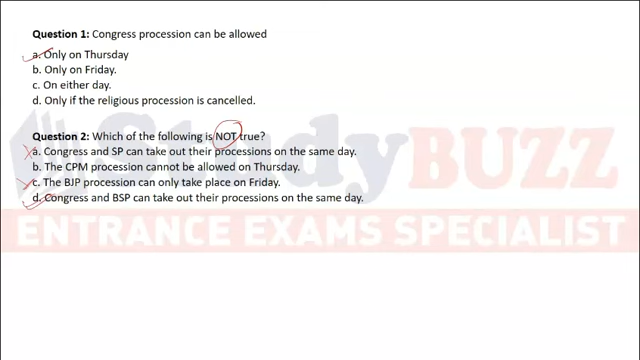 Question 1: Congress procession can be allowed
a. Only on Thursday
b. Only on Friday.
c. On either day.
d. Only if the religious procession is cancelled.
Question 2: Which of the following is NOT true?
a. Congress and SP can take out their processions on the same day.
b. The CPM procession cannot be allowed on Thursday.
c. The BJP procession can only take place on Friday.
d. Congress and BSP can take out their processions on the same day.
StudyBUZZ
ENTRANCE EXAMS SPECIALIST